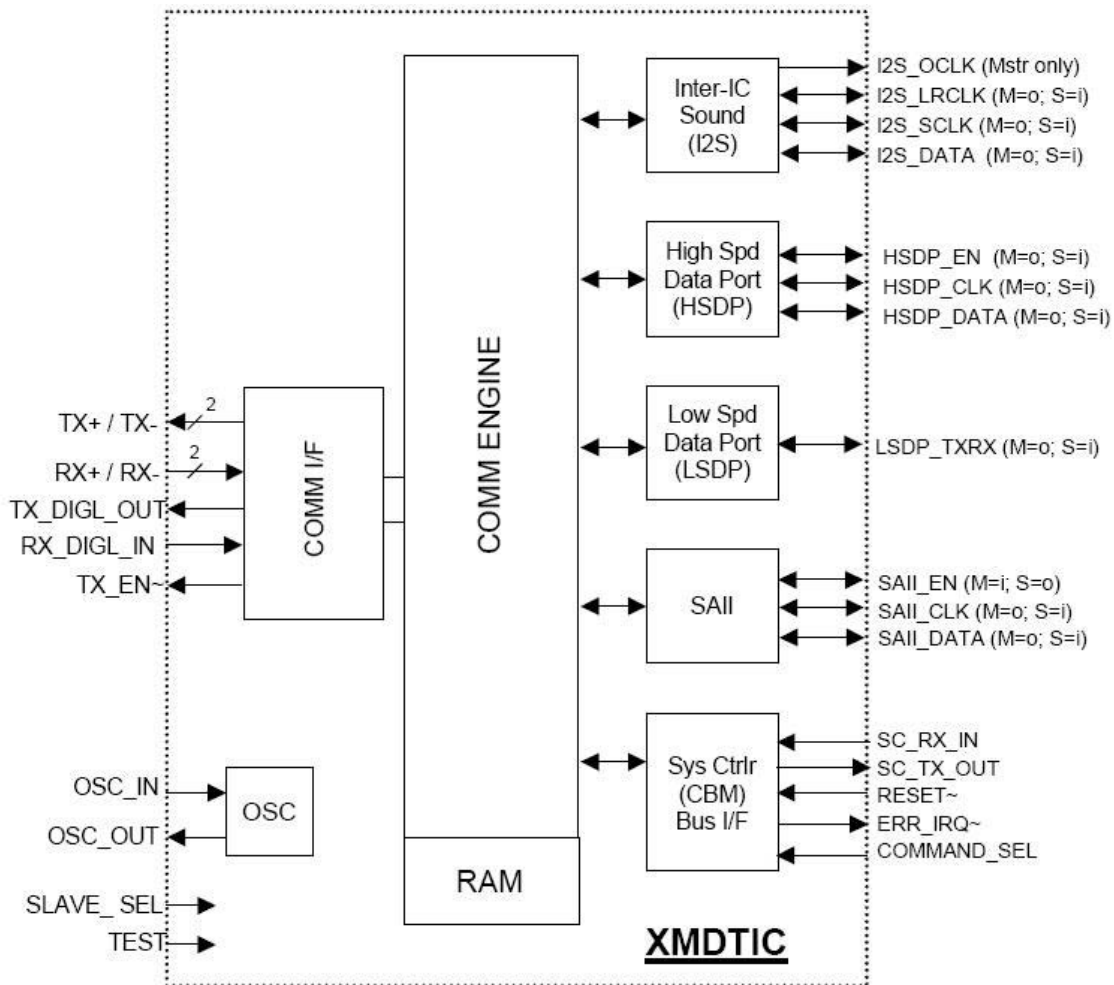 I2S_OCLK (Mstr only)
I2S_LRCLK (M=o; S=i)
I2S_SCLK (M=o; S=i)
I2S_DATA (M=o; S=i)
Inter-IC
Sound
(I2S)
High Spd
Data Port
(HSDP)
HSDP_EN (M=o; S=i)
HSDP_CLK (M=o; S=i)
HSDP_DATA (M=o; S=i)
Low Spd
Data Port
(LSDP)
LSDP_TXRX (M=o; S=i)
SAII
SAII_EN (M=i; S=o)
SAII_CLK (M=o; S=i)
SAII_DATA (M=o; S=i)
Sys Ctrlr
(CBM)
Bus I/F
SC_RX_IN
SC_TX_OUT
RESET~
ERR_IRQ~
COMMAND_SEL
COMM ENGINE
RAM
COMM I/F
TX+ / TX-
2
RX+ / RX-
2
TX_DIGL_OUT
RX_DIGL_IN
TX_EN~
OSC_IN
OSC_OUT
OSC
SLAVE_ SEL
TEST
XMDTIC